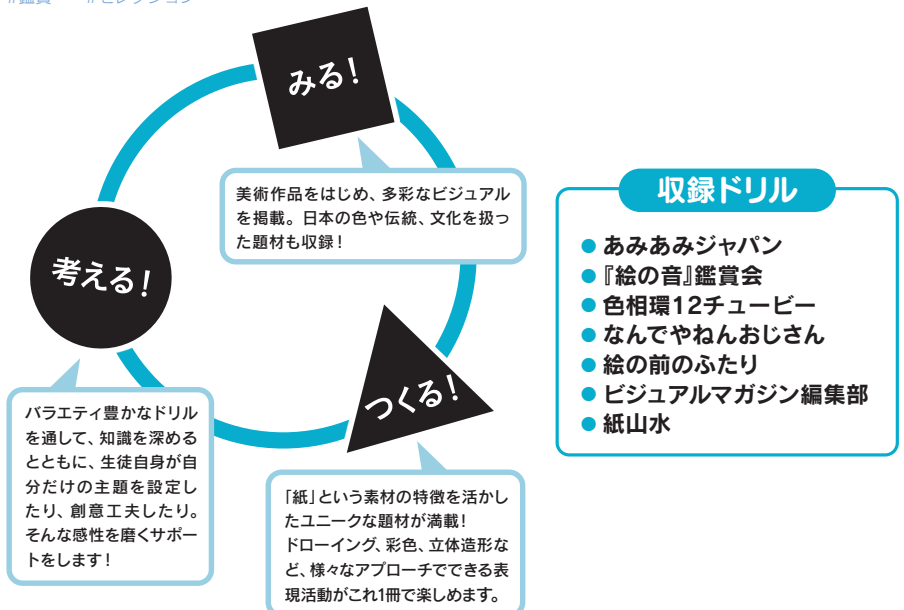 みる！
美術作品をはじめ、多彩なビジュアル
を掲載。日本の色や伝統、文化を扱っ
た題材も収録！
考える！
バラエティ豊かなドリル
を通して、知識を深める
とともに、生徒自身が自
分だけの主題を設定し
たり、創意工夫したり。
そんな感性を磨くサポー
トをします！
つくる！
「紙」という素材の特徴を活かし
たユニークな題材が満載！
ドローイング、彩色、立体造形な
ど、様々なアプローチでできる表
現活動がこれ1冊で楽しめます。
収録ドリル
● あみあみジャパン
● 『絵の音』鑑賞会
● 色相環12チュービー
● なんでやねんおじさん
● 絵の前のふたり
● ビジュアルマガジン編集部
● 紙山水